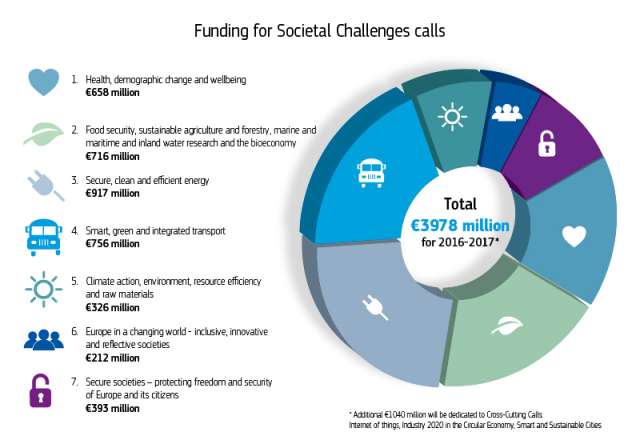 Funding for Societal Challenges calls
1. Health, demographic change and wellbeing
€658 million
2. Food security, sustainable agriculture and forestry, marine and
maritime and inland water research and the bioeconomy
€716 million
3. Secure, clean and efficient energy
€917 million
4. Smart, green and integrated transport
€756 million
5. Climate action, environment, resource efficiency
and raw materials
€326 million
6. Europe in a changing world - inclusive, innovative
and reflective societies
€212 million
7. Secure societies – protecting freedom and security
of Europe and its citizens
€393 million
Total
€3978 million
for 2016-2017*
* Additional €1040 million will be dedicated to Cross-Cutting Calls:
Internet of things, Industry 2020 in the Circular Economy, Smart and Sustainable Cities